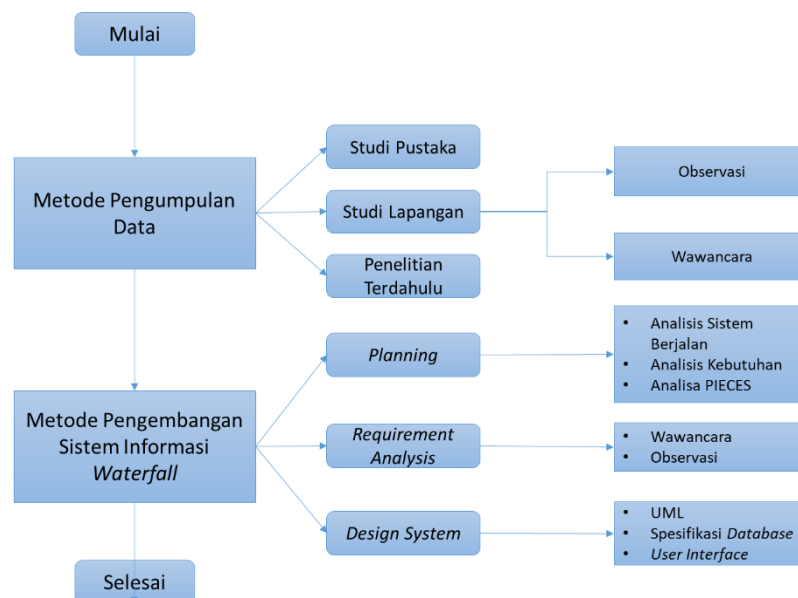 Mulai
Metode Pengumpulan
Data
Studi Pustaka
Studi Lapangan
Penelitian
Terdahulu
Observasi
Wawancara
Metode Pengembangan
Sistem Informasi
Waterfall
Planning
• Analisis Sistem
Berjalan
• Analisis Kebutuhan
• Analisa PIECES
Requirement
Analysis
• Wawancara
• Observasi
Design System
• UML
• Spesifikasi Database
• User Interface
Selesai